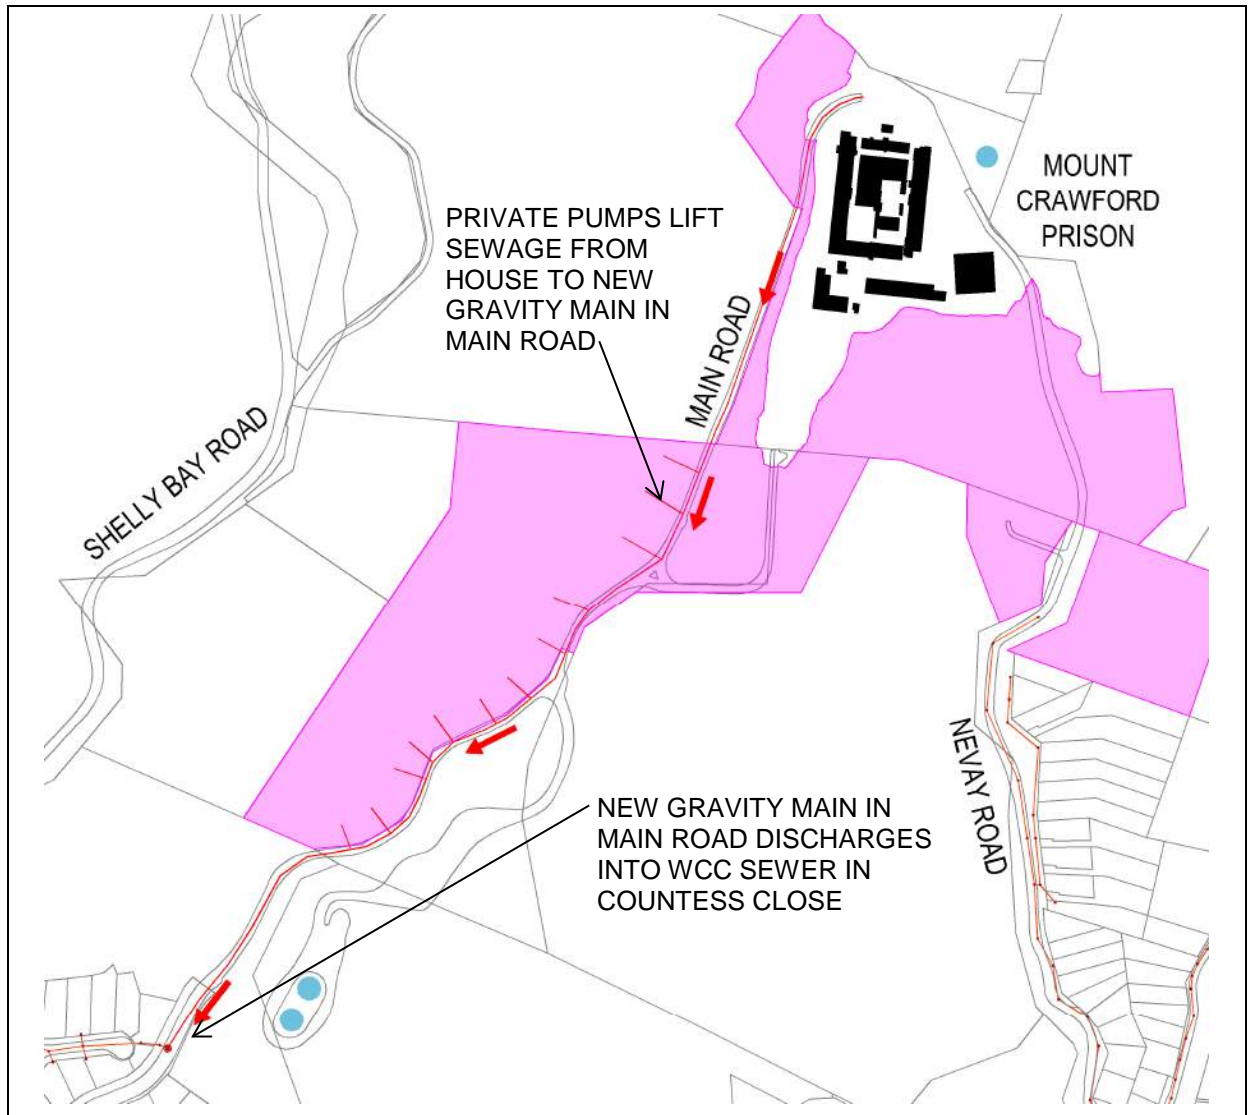 MOUNT
CRAWFORD
PRISON
PRIVATE PUMPS LIFT
SEWAGE FROM
HOUSE TO NEW
GRAVITY MAIN IN
MAIN ROAD
MAIN ROAD
SHELLY BAY ROAD
NEVAY ROAD
NEW GRAVITY MAIN IN
MAIN ROAD DISCHARGES
INTO WCC SEWER IN
COUNTESS CLOSE